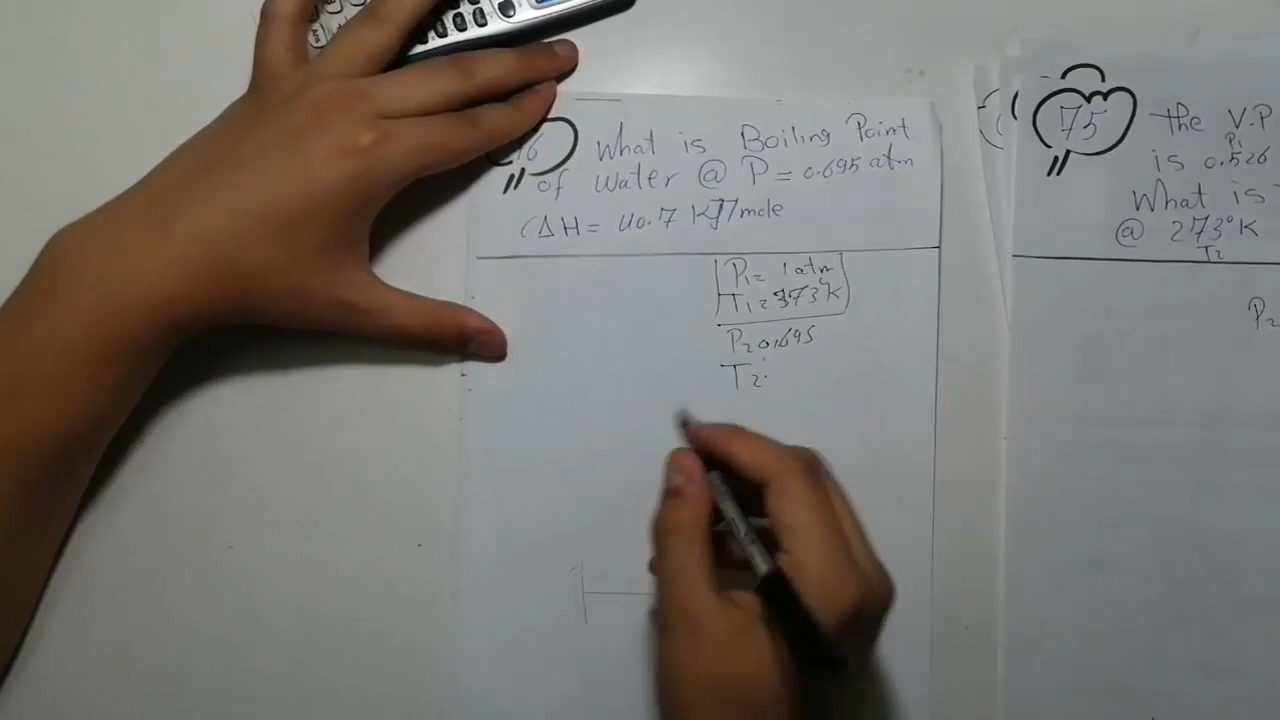 16 What is Boiling Point
of water @ P = 0.695 atm
ΔH = 40.7 KJ/mole
P1 = 1 atm
T1 = 373°K
P2 0.695
T2:
75 the V.P
P1
is 0.526
What is
@ 273°K
T2
P2
Ans